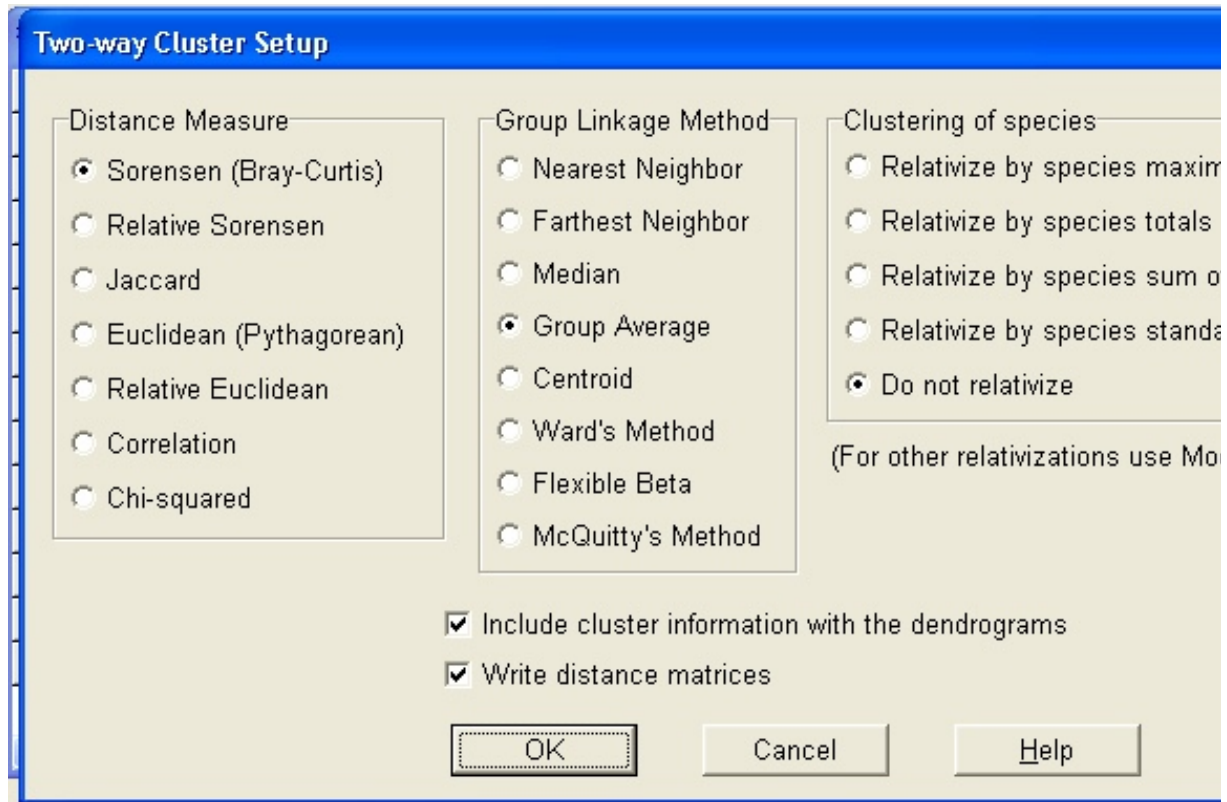 Two-way Cluster Setup
Distance Measure
Sorensen (Bray-Curtis)
Relative Sorensen
Jaccard
Euclidean (Pythagorean)
Relative Euclidean
Correlation
Chi-squared
Group Linkage Method
Nearest Neighbor
Farthest Neighbor
Median
Group Average
Centroid
Ward's Method
Flexible Beta
McQuitty's Method
Clustering of species
Relativize by species
Relativize by species totals
Relativize by species sum
Relativize by species
Do not relativize
(For other relativizations use
Include cluster information with the dendrograms
Write distance matrices
OK
Cancel
Help